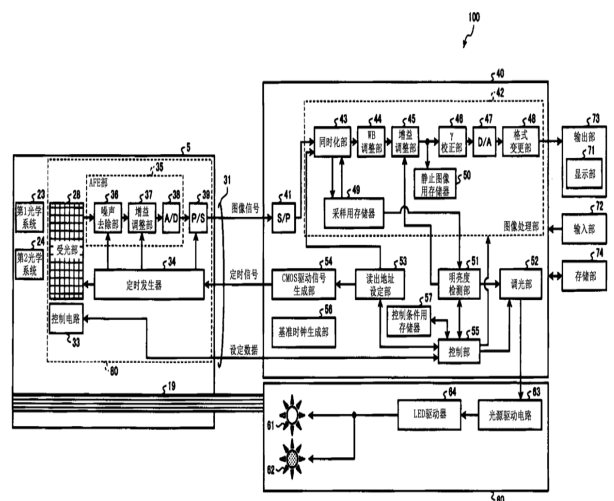 100
40
42
5
35
AFE部
31
23
第1光学系统
28
受光部
36
噪声去除部
37
增益调整部
38
A/D
39
P/S
图像信号
41
S/P
43
同时化部
44
WB调整部
45
增益调整部
46
γ校正部
47
D/A
48
格式变更部
73
输出部
71
显示部
50
静止图像用存储器
49
采样用存储器
图像处理部
72
输入部
24
第2光学系统
34
定时发生器
定时信号
54
CMOS驱动信号生成部
53
读出地址设定部
51
明亮度检测部
52
调光部
74
存储部
56
基准时钟生成部
57
控制条件用存储器
55
控制部
控制电路
33
设定数据
80
19
64
LED驱动器
63
光源驱动电路
61
62
60